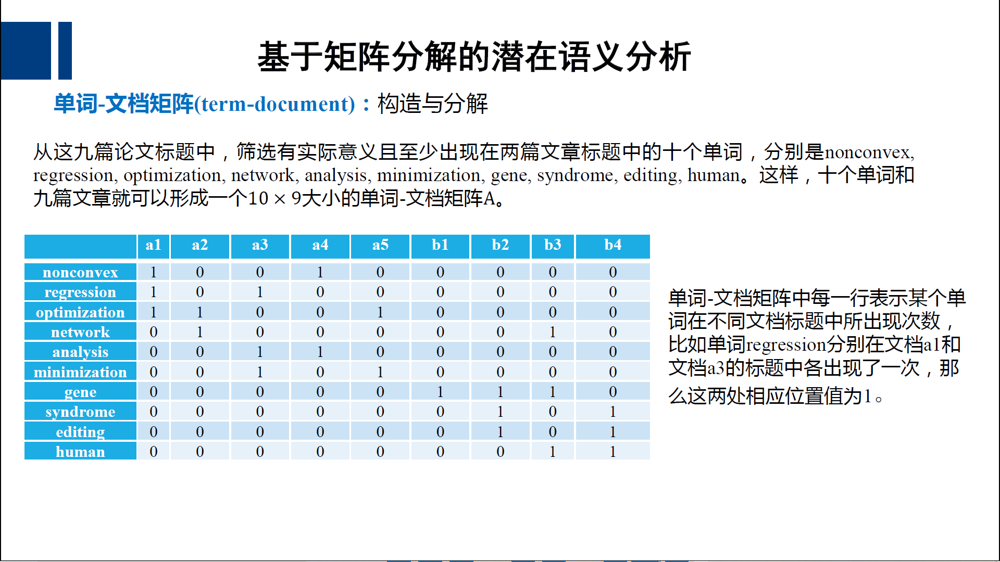 基于矩阵分解的潜在语义分析
单词-文档矩阵(term-document)：构造与分解
从这九篇论文标题中，筛选有实际意义且至少出现在两篇文章标题中的十个单词，分别是nonconvex,
regression, optimization, network, analysis, minimization, gene, syndrome, editing, human。这样，十个单词和
九篇文章就可以形成一个10 × 9大小的单词-文档矩阵A。
a1 a2 a3 a4 a5 b1 b2 b3 b4
nonconvex 1 0 0 1 0 0 0 0 0
regression 1 0 1 0 0 0 0 0 0
optimization 1 1 0 0 1 0 0 0 0
network 0 1 0 0 0 0 0 1 0
analysis 0 0 1 1 0 0 0 0 0
minimization 0 0 1 0 1 0 0 0 0
gene 0 0 0 0 0 1 1 1 0
syndrome 0 0 0 0 0 0 1 0 1
editing 0 0 0 0 0 0 1 0 1
human 0 0 0 0 0 0 0 1 1
单词-文档矩阵中每一行表示某个单
词在不同文档标题中所出现次数，
比如单词regression分别在文档a1和
文档a3的标题中各出现了一次，那
么这两处相应位置值为1。